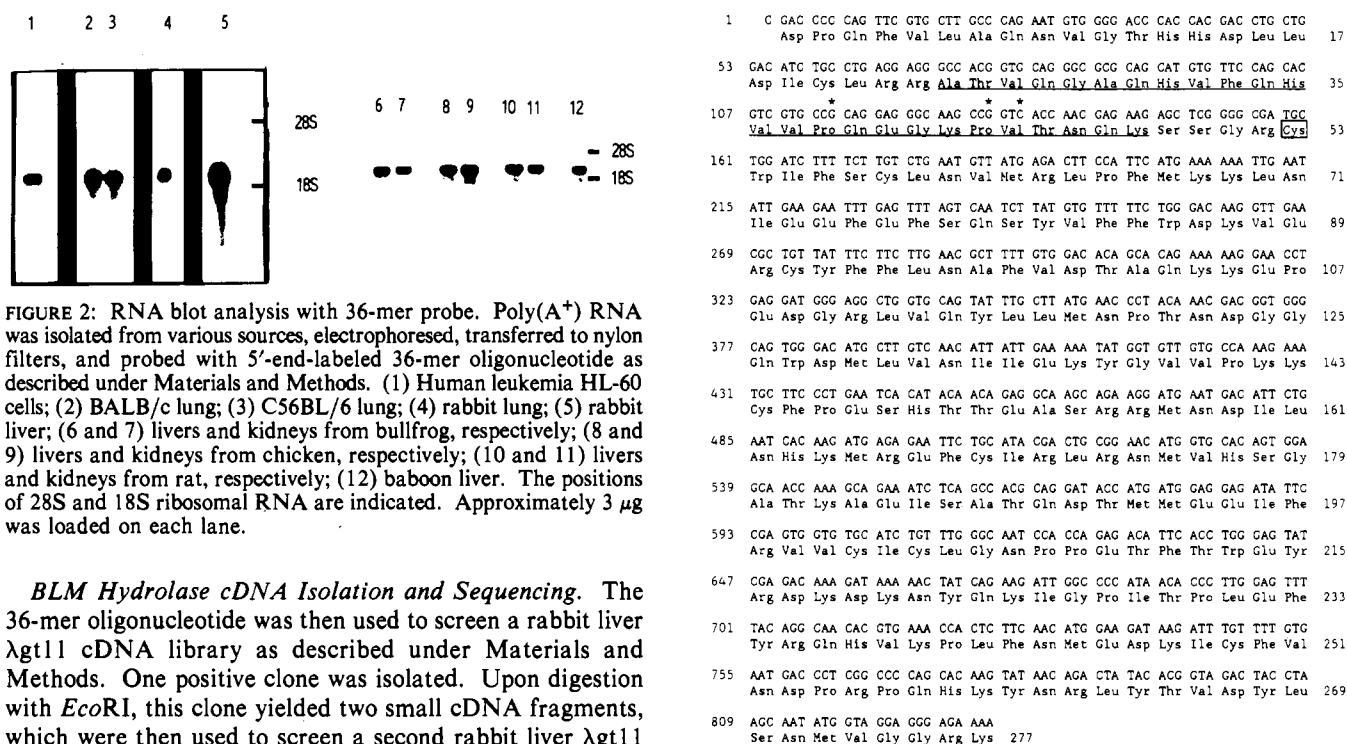 1 2 3 4 5
6 7 8 9 10 11 12
28S
18S
28S
18S
FIGURE 2: RNA blot analysis with 36-mer probe. Poly(A+) RNA
was isolated from various sources, electrophoresed, transferred to nylon
filters, and probed with 5′-end-labeled 36-mer oligonucleotide as
described under Materials and Methods. (1) Human leukemia HL-60
cells; (2) BALB/c lung; (3) C56BL/6 lung; (4) rabbit lung; (5) rabbit
liver; (6 and 7) livers and kidneys from bullfrog, respectively; (8 and
9) livers and kidneys from chicken, respectively; (10 and 11) livers
and kidneys from rat, respectively; (12) baboon liver. The positions
of 28S and 18S ribosomal RNA are indicated. Approximately 3 μg
was loaded on each lane.
BLM Hydrolase cDNA Isolation and Sequencing. The
36-mer oligonucleotide was then used to screen a rabbit liver
λgt11 cDNA library as described under Materials and
Methods. One positive clone was isolated. Upon digestion
with EcoRI, this clone yielded two small cDNA fragments,
which were then used to screen a second rabbit liver λgt11
1 C GAC CCC CAG TTC GTG CTT GCC CAG AAT GTG GGG ACC CAC CAC GAC CTG CTG
Asp Pro Gln Phe Val Leu Ala Gln Asn Val Gly Thr His His Asp Leu Leu 17
53 GAC ATC TGC CTG AGG AGG GCC ACG GTG CAG GGC GCG CAG CAT GTG TTC CAG CAC
Asp Ile Cys Leu Arg Arg Ala Thr Val Gln Gly Ala Gln His Val Phe Gln His 35
* * *
107 GTC GTG CCG CAG GAG GGC AAG CCG GTC ACC AAC GAG AAG AGC TCG GGG CGA TGC
Val Val Pro Gln Glu Gly Lys Pro Val Thr Asn Gln Lys Ser Ser Gly Arg Cys 53
161 TGG ATC TTT TCT TGT CTG AAT GTT ATG AGA CTT CCA TTC ATG AAA AAA TTG AAT
Trp Ile Phe Ser Cys Leu Asn Val Met Arg Leu Pro Phe Met Lys Lys Leu Asn 71
215 ATT GAA GAA TTT GAG TTT AGT CAA TCT TAT GTG TTT TTC TGG GAC AAG GTT GAA
Ile Glu Glu Phe Glu Phe Ser Gln Ser Tyr Val Phe Phe Trp Asp Lys Val Glu 89
269 CGC TGT TAT TTC TTC TTG AAC GCT TTT GTG GAC ACA GCA CAG AAA AAG GAA CCT
Arg Cys Tyr Phe Phe Leu Asn Ala Phe Val Asp Thr Ala Gln Lys Lys Glu Pro 107
323 GAG GAT GGG AGG CTG GTG CAG TAT TTG CTT ATG AAC CCT ACA AAC GAC GGT GGG
Glu Asp Gly Arg Leu Val Gln Tyr Leu Leu Met Asn Pro Thr Asn Asp Gly Gly 125
377 CAG TGG GAC ATG CTT GTC AAC ATT ATT GAA AAA TAT GGT GTT GTG CCA AAG AAA
Gln Trp Asp Met Leu Val Asn Ile Ile Glu Lys Tyr Gly Val Val Pro Lys Lys 143
431 TGC TTC CCT GAA TCA CAT ACA ACA GAG GCA AGC AGA AGG ATG AAT GAC ATT CTG
Cys Phe Pro Glu Ser His Thr Thr Glu Ala Ser Arg Arg Met Asn Asp Ile Leu 161
485 AAT CAC AAG ATG AGA GAA TTC TGC ATA CGA CTG CGG AAC ATG GTG CAC AGT GGA
Asn His Lys Met Arg Glu Phe Cys Ile Arg Leu Arg Asn Met Val His Ser Gly 179
539 GCA ACC AAA GCA GAA ATC TCA GCC ACG CAG GAT ACC ATG ATG GAG GAG ATA TTC
Ala Thr Lys Ala Glu Ile Ser Ala Thr Gln Asp Thr Met Met Glu Glu Ile Phe 197
593 CGA GTG GTG TGC ATC TGT TTG GGC AAT CCA CCA GAG ACA TTC ACC TGG GAG TAT
Arg Val Val Cys Ile Cys Leu Gly Asn Pro Pro Glu Thr Phe Thr Trp Glu Tyr 215
647 CGA GAC AAA GAT AAA AAC TAT CAG AAG ATT GGC CCC ATA ACA CCC TTG GAG TTT
Arg Asp Lys Asp Lys Asn Tyr Gln Lys Ile Gly Pro Ile Thr Pro Leu Glu Phe 233
701 TAC AGG CAA CAC GTG AAA CCA CTC TTG AAC ATG GAA GAT AAG ATT TGT TTT GTG
Tyr Arg Gln His Val Lys Pro Leu Phe Asn Met Glu Asp Lys Ile Cys Phe Val 251
755 AAT GAC CCT CGG CCC CAG CAC AAG TAT AAC AGA CTA TAC ACG GTA GAC TAC CTA
Asn Asp Pro Arg Pro Gln His Lys Tyr Asn Arg Leu Tyr Thr Val Asp Tyr Leu 269
809 AGC AAT ATG GTA GGA GGG AGA AAA
Ser Asn Met Val Gly Gly Arg Lys 277